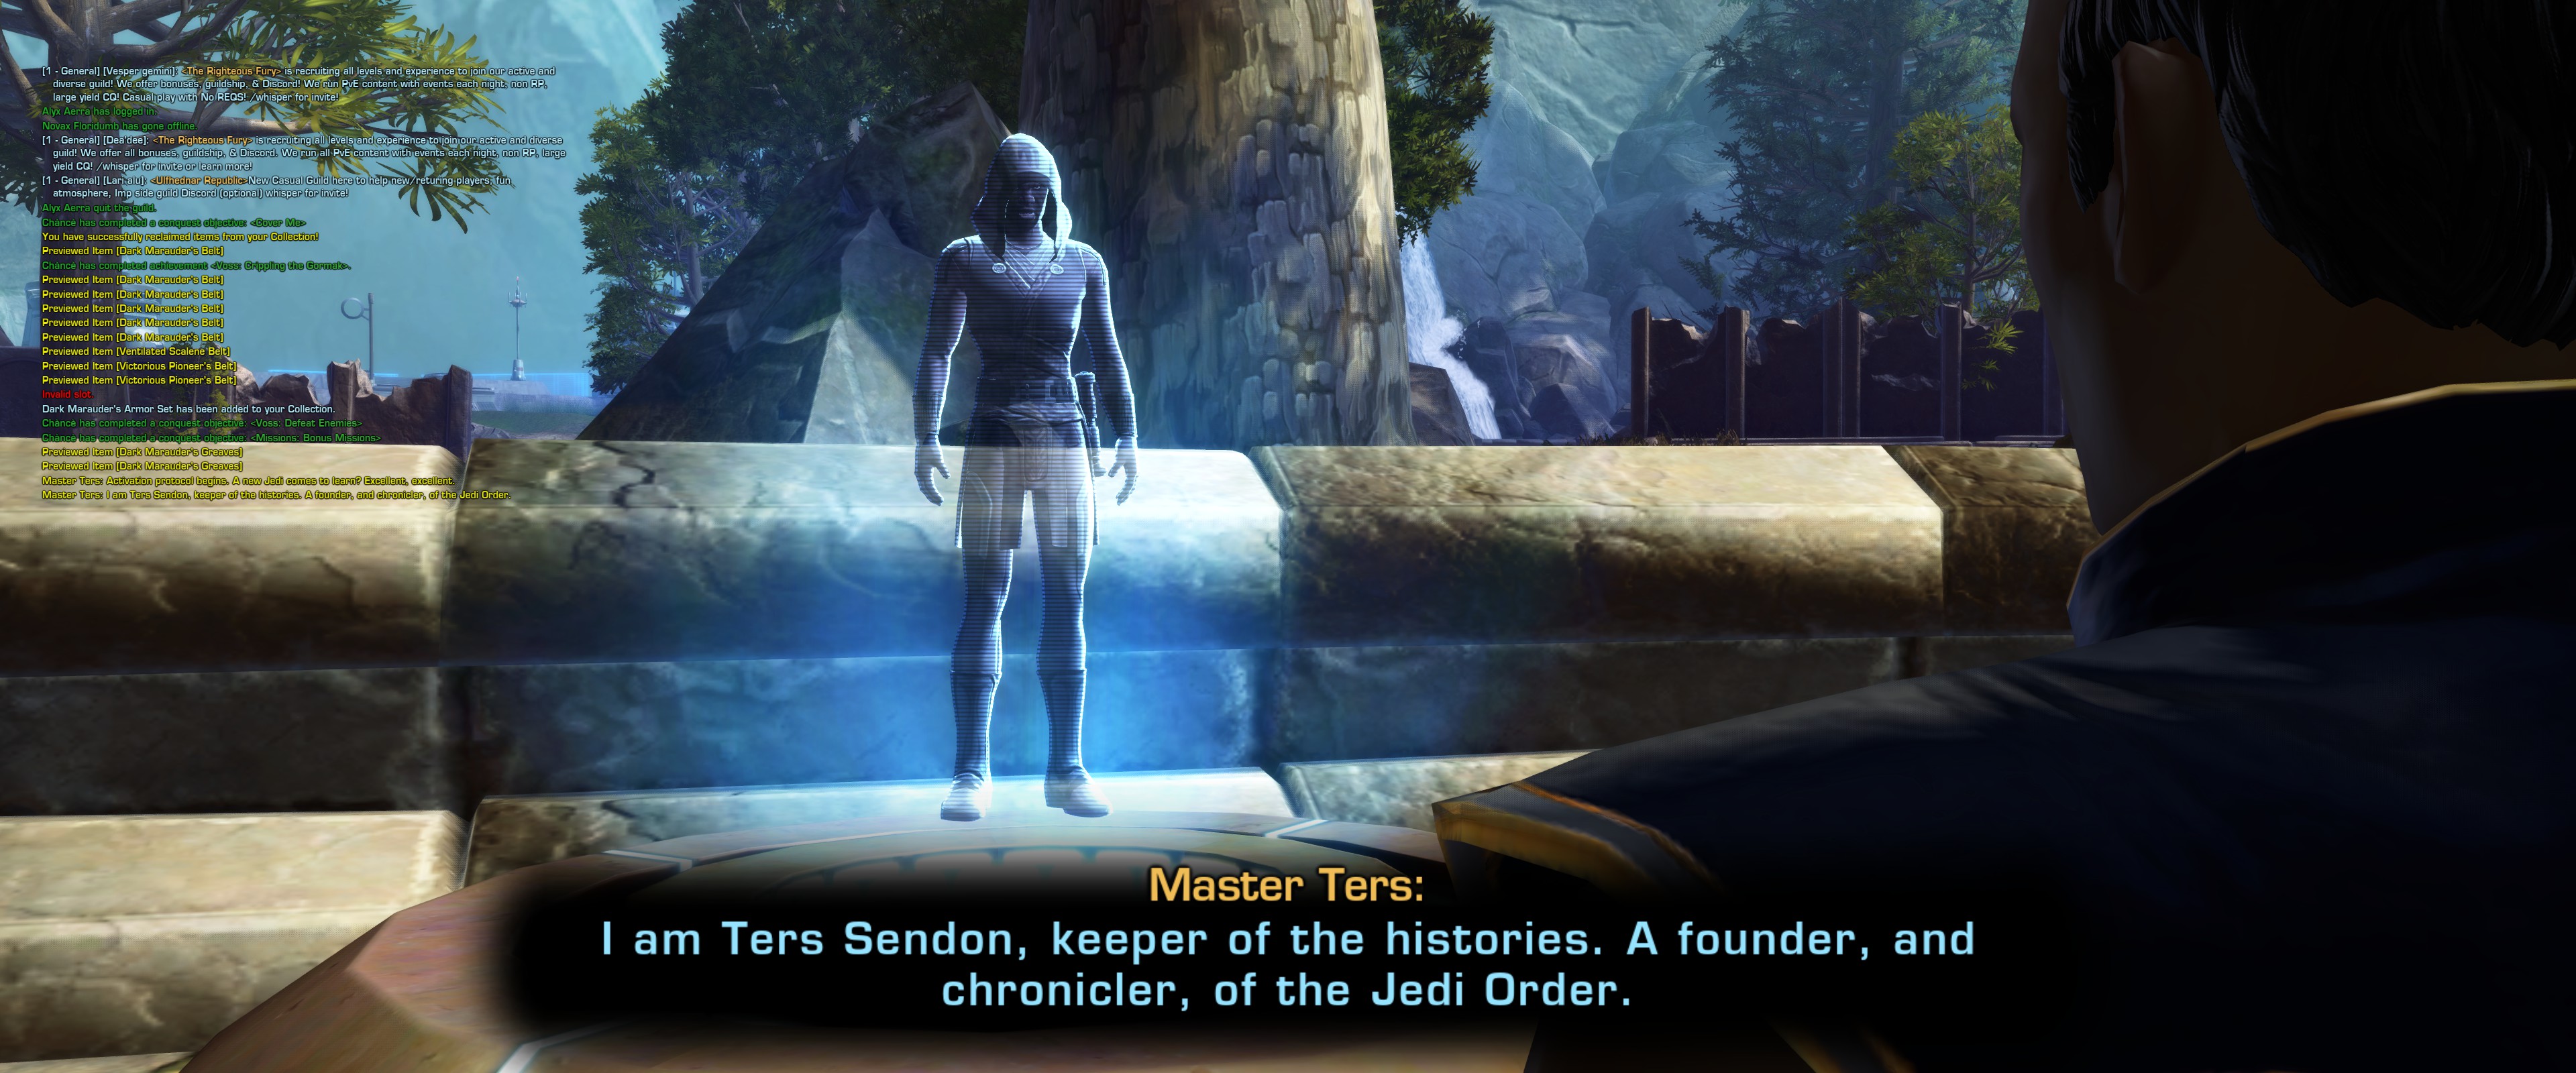 [1 - General] [Vesper'gemini]: <The Righteous Fury> is recruiting all levels and experience to join our active and
diverse guild! We offer bonuses, guildship, & Discord! We run PvE content with events each night, non RP,
large yield CQ! Casual play with No REQS! /whisper for invite!
Alyx Aerra has logged in.
Novax Floridumb has gone offline.
[1 - General] [Dea'dee]: <The Righteous Fury> is recruiting all levels and experience to join our active and diverse
guild! We offer all bonuses, guildship, & Discord. We run all PvE content with events each night, non RP, large
yield CQ! /whisper for invite or learn more!
[1 - General] [Lari'alu]: <Ulfhednar Republic>New Casual Guild here to help new/returing players, fun
atmosphere, Imp side guild Discord (optional) whisper for invite!
Alyx Aerra quit the guild.
Chance has completed a conquest objective: <Cover Me>
You have successfully reclaimed items from your Collection!
Previewed Item [Dark Marauder's Belt]
Chance has completed achievement <Voss: Crippling the Gormak>.
Previewed Item [Dark Marauder's Belt]
Previewed Item [Dark Marauder's Belt]
Previewed Item [Dark Marauder's Belt]
Previewed Item [Dark Marauder's Belt]
Previewed Item [Dark Marauder's Belt]
Previewed Item [Ventilated Scalene Belt]
Previewed Item [Victorious Pioneer's Belt]
Previewed Item [Victorious Pioneer's Belt]
Invalid slot.
Dark Marauder's Armor Set has been added to your Collection.
Chance has completed a conquest objective: <Voss: Defeat Enemies>
Chance has completed a conquest objective: <Missions: Bonus Missions>
Previewed Item [Dark Marauder's Greaves]
Previewed Item [Dark Marauder's Greaves]
Master Ters: Activation protocol begins. A new Jedi comes to learn? Excellent, excellent.
Master Ters: I am Ters Sendon, keeper of the histories. A founder, and chronicler, of the Jedi Order.
Master Ters:
I am Ters Sendon, keeper of the histories. A founder, and
chronicler, of the Jedi Order.